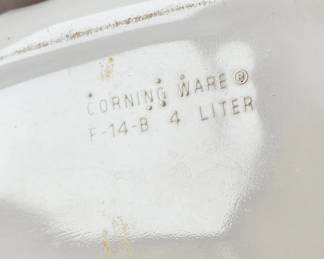 CORNING WARE ®
F-14-B 4 LITER